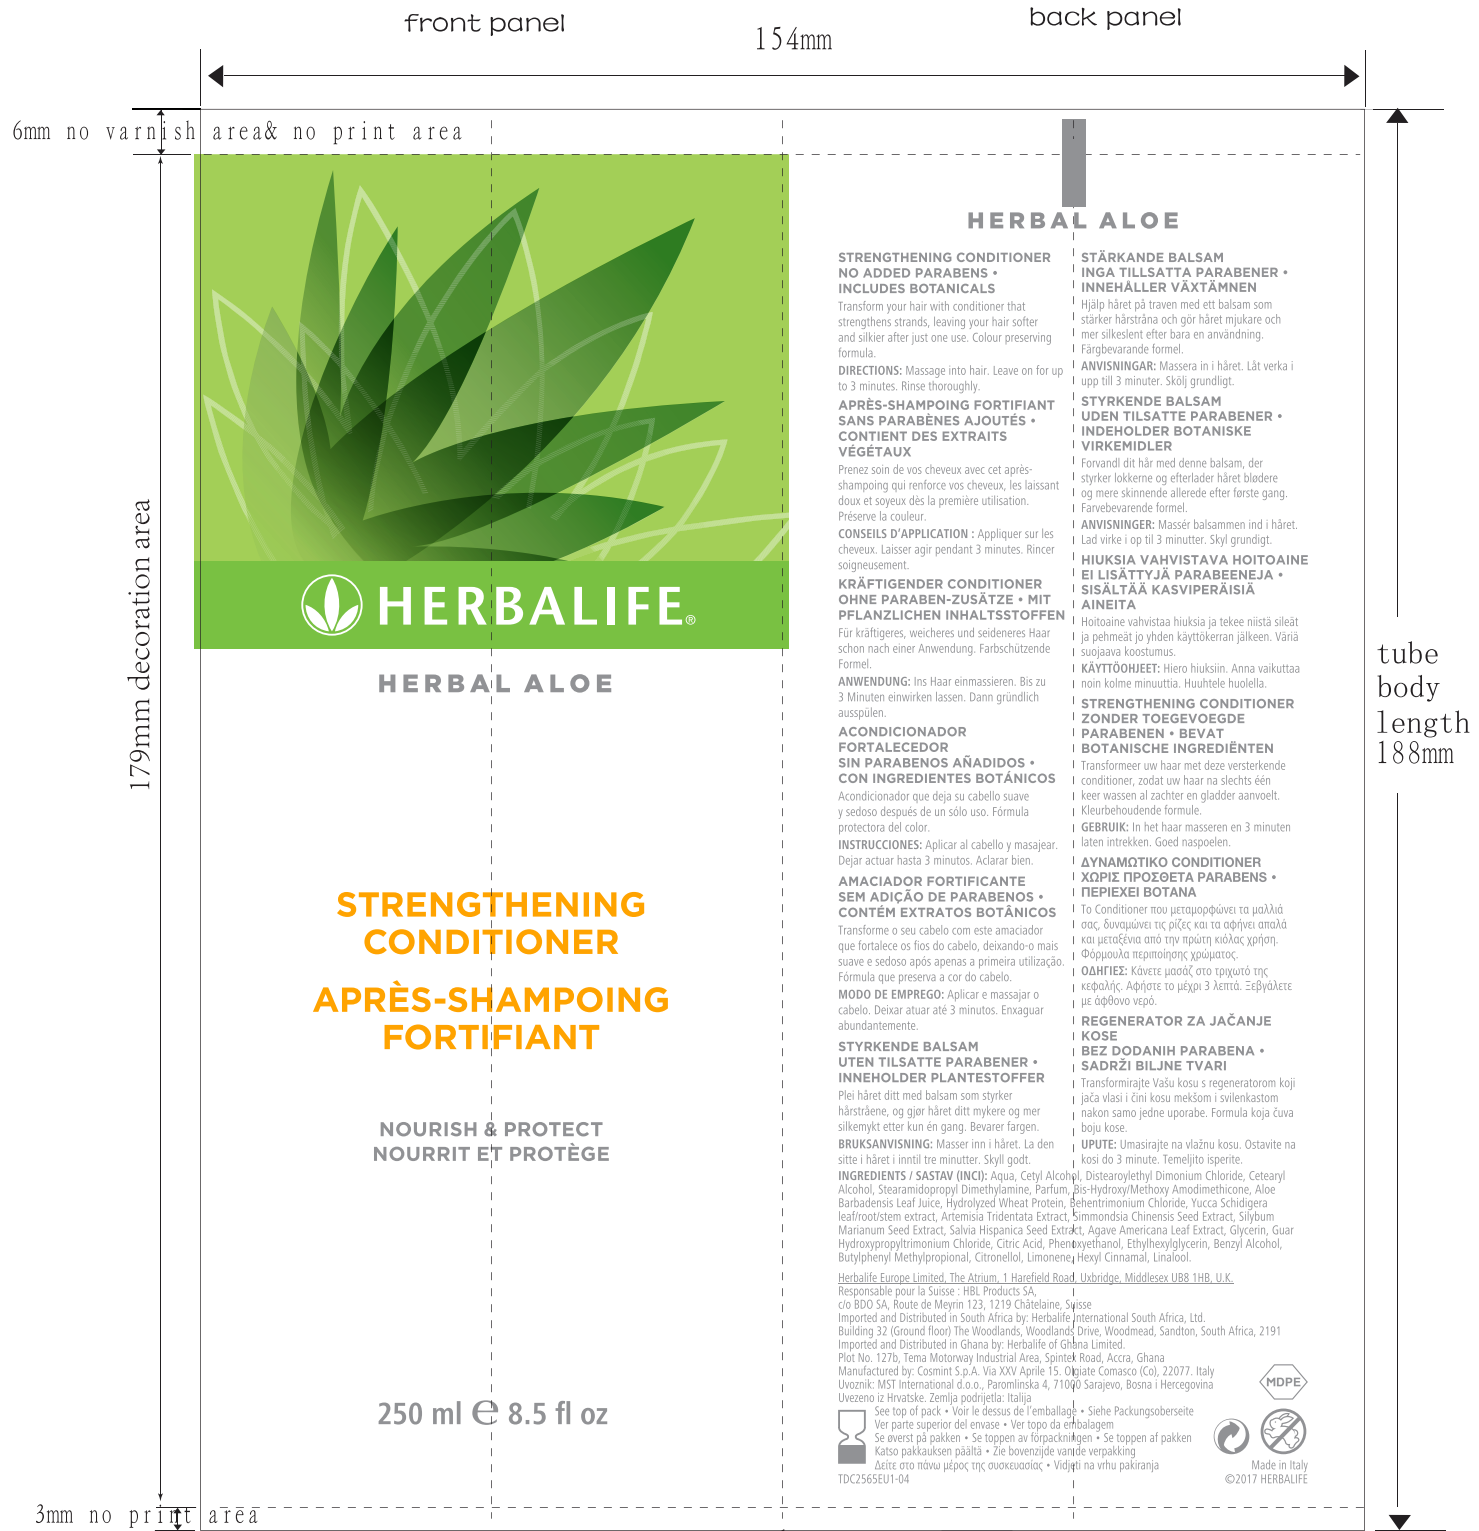 front panel
back panel
154mm
6mm no varnish area& no print area
179mm decoration area
tube
body
length
188mm
3mm no print area
HERBALIFE®
HERBAL ALOE
STRENGTHENING
CONDITIONER
APRÈS-SHAMPOING
FORTIFIANT
NOURISH & PROTECT
NOURRIT ET PROTÈGE
250 ml ℮ 8.5 fl oz
HERBAL ALOE
STRENGTHENING CONDITIONER
NO ADDED PARABENS •
INCLUDES BOTANICALS
Transform your hair with conditioner that
strengthens strands, leaving your hair softer
and silkier after just one use. Colour preserving
formula.
DIRECTIONS: Massage into hair. Leave on for up
to 3 minutes. Rinse thoroughly.
APRÈS-SHAMPOING FORTIFIANT
SANS PARABÈNES AJOUTÉS •
CONTIENT DES EXTRAITS
VÉGÉTAUX
Prenez soin de vos cheveux avec cet après-
shampoing qui renforce vos cheveux, les laissant
doux et soyeux dès la première utilisation.
Préserve la couleur.
CONSEILS D'APPLICATION : Appliquer sur les
cheveux. Laisser agir pendant 3 minutes. Rincer
soigneusement.
KRÄFTIGENDER CONDITIONER
OHNE PARABEN-ZUSÄTZE • MIT
PFLANZLICHEN INHALTSSTOFFEN
Für kräftigeres, weicheres und seideneres Haar
schon nach einer Anwendung. Farbschützende
Formel.
ANWENDUNG: Ins Haar einmassieren. Bis zu
3 Minuten einwirken lassen. Dann gründlich
ausspülen.
ACONDICIONADOR
FORTALECEDOR
SIN PARABENOS AÑADIDOS •
CON INGREDIENTES BOTÁNICOS
Acondicionador que deja su cabello suave
y sedoso después de un sólo uso. Fórmula
protectora del color.
INSTRUCCIONES: Aplicar al cabello y masajear.
Dejar actuar hasta 3 minutos. Aclarar bien.
AMACIADOR FORTIFICANTE
SEM ADIÇÃO DE PARABENOS •
CONTÉM EXTRATOS BOTÂNICOS
Transforme o seu cabelo com este amaciador
que fortalece os fios do cabelo, deixando-o mais
suave e sedoso após apenas a primeira utilização.
Fórmula que preserva a cor do cabelo.
MODO DE EMPREGO: Aplicar e massajar o
cabelo. Deixar atuar até 3 minutos. Enxaguar
abundantemente.
STYRKENDE BALSAM
UTEN TILSATTE PARABENER •
INNEHOLDER PLANTESTOFFER
Plei håret ditt med balsam som styrker
hårstråene, og gjør håret ditt mykere og mer
silkemykt etter kun én gang. Bevarer fargen.
BRUKSANVISNING: Masser inn i håret. La den
sitte i håret i inntil tre minutter. Skyll godt.
STÄRKANDE BALSAM
INGA TILLSATTA PARABENER •
INNEHÅLLER VÄXTÄMNEN
Hjälp håret på traven med ett balsam som
stärker hårstråna och gör håret mjukare och
mer silkeslent efter bara en användning.
Färgbevarande formel.
ANVISNINGAR: Massera in i håret. Låt verka i
upp till 3 minuter. Skölj grundligt.
STYRKENDE BALSAM
UDEN TILSATTE PARABENER •
INDEHOLDER BOTANISKE
VIRKEMIDLER
Forvandl dit hår med denne balsam, der
styrker lokkerne og efterlader håret blødere
og mere skinnende allerede efter første gang.
Farvebevarende formel.
ANVISNINGER: Massér balsammen ind i håret.
Lad virke i op til 3 minutter. Skyl grundigt.
HIUKSIA VAHVISTAVA HOITOAINE
EI LISÄTTYJÄ PARABEENEJA •
SISÄLTÄÄ KASVIPERÄISIÄ
AINEITA
Hoitoaine vahvistaa hiuksia ja tekee niistä sileät
ja pehmeät jo yhden käyttökerran jälkeen. Väriä
suojaava koostumus.
KÄYTTÖOHJEET: Hiero hiuksiin. Anna vaikuttaa
noin kolme minuuttia. Huuhtele huolella.
STRENGTHENING CONDITIONER
ZONDER TOEGEVOEGDE
PARABENEN • BEVAT
BOTANISCHE INGREDIËNTEN
Transformeer uw haar met deze versterkende
conditioner, zodat uw haar na slechts één
keer wassen al zachter en gladder aanvoelt.
Kleurbehoudende formule.
GEBRUIK: In het haar masseren en 3 minuten
laten intrekken. Goed naspoelen.
ΔΥΝΑΜΩΤΙΚΟ CONDITIONER
ΧΩΡΙΣ ΠΡΟΣΘΕΤΑ PARABENS •
ΠΕΡΙΕΧΕΙ ΒΟΤΑΝΑ
Το Conditioner που μεταμορφώνει τα μαλλιά
σας, δυναμώνει τις ρίζες και τα αφήνει απαλά
και μεταξένια από την πρώτη κιόλας χρήση.
Φόρμουλα περιποίησης χρώματος.
ΟΔΗΓΙΕΣ: Κάνετε μασάζ στο τριχωτό της
κεφαλής. Αφήστε το μέχρι 3 λεπτά. Ξεβγάλετε
με άφθονο νερό.
REGENERATOR ZA JAČANJE
KOSE
BEZ DODANIH PARABENA •
SADRŽI BILJNE TVARI
Transformirajte Vašu kosu s regeneratorom koji
jača vlasi i čini kosu mekšom i svilenkastom
nakon samo jedne uporabe. Formula koja čuva
boju kose.
UPUTE: Umasirajte na vlažnu kosu. Ostavite na
kosi do 3 minute. Temeljito isperite.
INGREDIENTS / SASTAV (INCI): Aqua, Cetyl Alcohol, Distearoylethyl Dimonium Chloride, Cetearyl
Alcohol, Stearamidopropyl Dimethylamine, Parfum, Bis-Hydroxy/Methoxy Amodimethicone, Aloe
Barbadensis Leaf Juice, Hydrolyzed Wheat Protein, Behentrimonium Chloride, Yucca Schidigera
leaf/root/stem extract, Artemisia Tridentata Extract, Simmondsia Chinensis Seed Extract, Silybum
Marianum Seed Extract, Salvia Hispanica Seed Extract, Agave Americana Leaf Extract, Glycerin, Guar
Hydroxypropyltrimonium Chloride, Citric Acid, Phenoxyethanol, Ethylhexylglycerin, Benzyl Alcohol,
Butylphenyl Methylpropional, Citronellol, Limonene, Hexyl Cinnamal, Linalool.
Herbalife Europe Limited, The Atrium, 1 Harefield Road, Uxbridge, Middlesex UB8 1HB, U.K.
Responsable pour la Suisse : HBL Products SA,
c/o BDO SA, Route de Meyrin 123, 1219 Châtelaine, Suisse
Imported and Distributed in South Africa by: Herbalife International South Africa, Ltd.
Building 32 (Ground floor) The Woodlands, Woodlands Drive, Woodmead, Sandton, South Africa, 2191
Imported and Distributed in Ghana by: Herbalife of Ghana Limited.
Plot No. 127b, Tema Motorway Industrial Area, Spintex Road, Accra, Ghana
Manufactured by: Cosmint S.p.A. Via XXV Aprile 15. Olgiate Comasco (Co), 22077. Italy
Uvoznik: MST International d.o.o., Paromlinska 4, 71000 Sarajevo, Bosna i Hercegovina
Uvezeno iz Hrvatske. Zemlja podrijetla: Italija
MDPE
See top of pack • Voir le dessus de l'emballage • Siehe Packungsoberseite
Ver parte superior del envase • Ver topo da embalagem
Se øverst på pakken • Se toppen av förpackningen • Se toppen af pakken
Katso pakkauksen päältä • Zie bovenzijde van de verpakking
Δείτε στο πάνω μέρος της συσκευασίας • Vidjeti na vrhu pakiranja
TDC2565EU1-04
Made in Italy
©2017 HERBALIFE